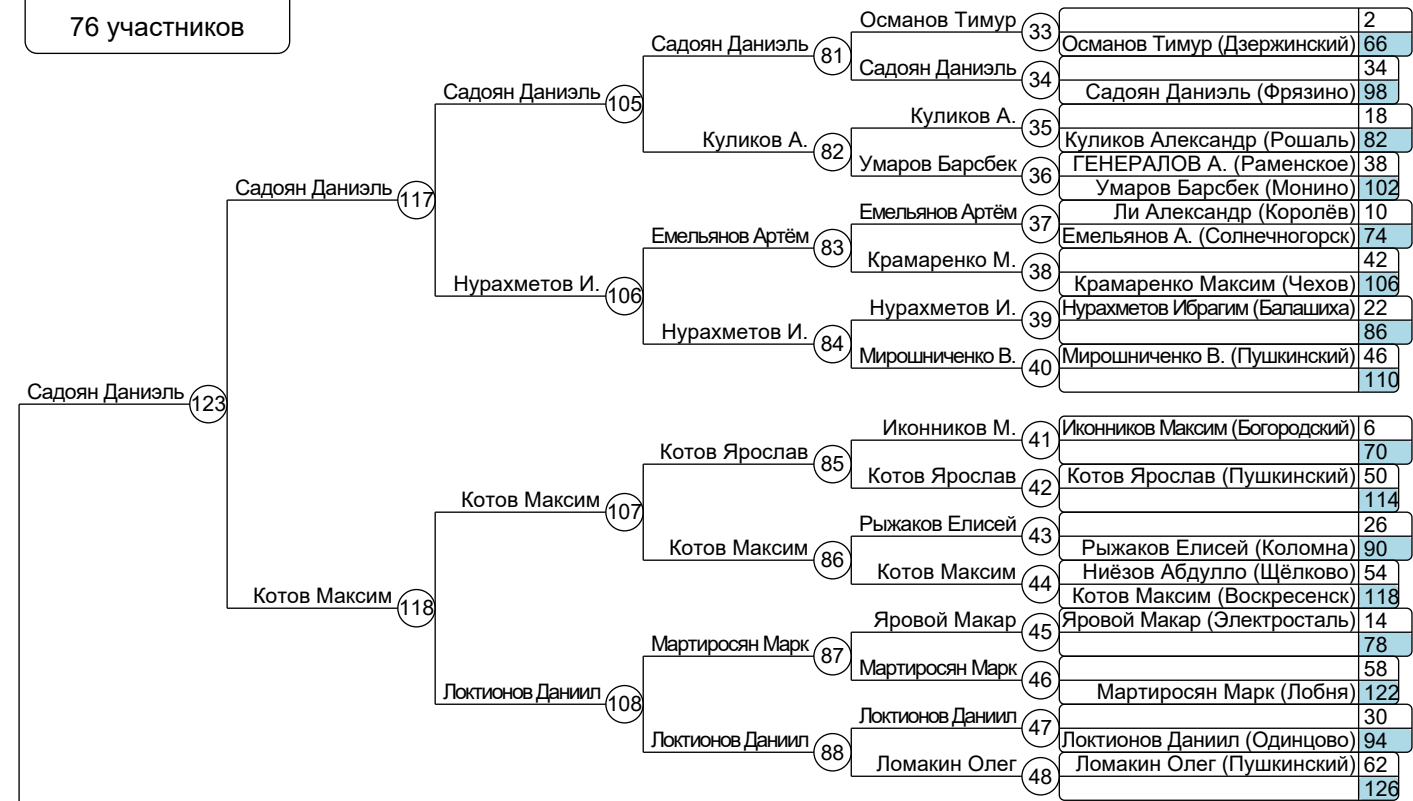 76 участников
Османов Тимур 33 2
Османов Тимур (Дзержинский) 66
Садоян Даниэль 81
Садоян Даниэль 34 34
Садоян Даниэль (Фрязино) 98
Садоян Даниэль 105
Куликов А. 35 18
Куликов Александр (Рошаль) 82
Куликов А. 82
Умаров Барсбек 36 ГЕНЕРАЛОВ А. (Раменское) 38
Умаров Барсбек (Монино) 102
Садоян Даниэль 117
Емельянов Артём 37 Ли Александр (Королёв) 10
Емельянов А. (Солнечногорск) 74
Емельянов Артём 83
Крамаренко М. 38 42
Крамаренко Максим (Чехов) 106
Нурахметов И. 106
Нурахметов И. 39 Нурахметов Ибрагим (Балашиха) 22
86
Нурахметов И. 84
Мирошниченко В. 40 Мирошниченко В. (Пушкинский) 46
110
Садоян Даниэль 123
Иконников М. 41 Иконников Максим (Богородский) 6
70
Котов Ярослав 85
Котов Ярослав 42 Котов Ярослав (Пушкинский) 50
114
Котов Максим 107
Рыжаков Елисей 43 26
Рыжаков Елисей (Коломна) 90
Котов Максим 86
Котов Максим 44 Ниёзов Абдулло (Щёлково) 54
Котов Максим (Воскресенск) 118
Котов Максим 118
Яровой Макар 45 Яровой Макар (Электросталь) 14
78
Мартиросян Марк 87
Мартиросян Марк 46 58
Мартиросян Марк (Лобня) 122
Локтионов Даниил 108
Локтионов Даниил 47 30
Локтионов Даниил (Одинцово) 94
Локтионов Даниил 88
Ломакин Олег 48 Ломакин Олег (Пушкинский) 62
126